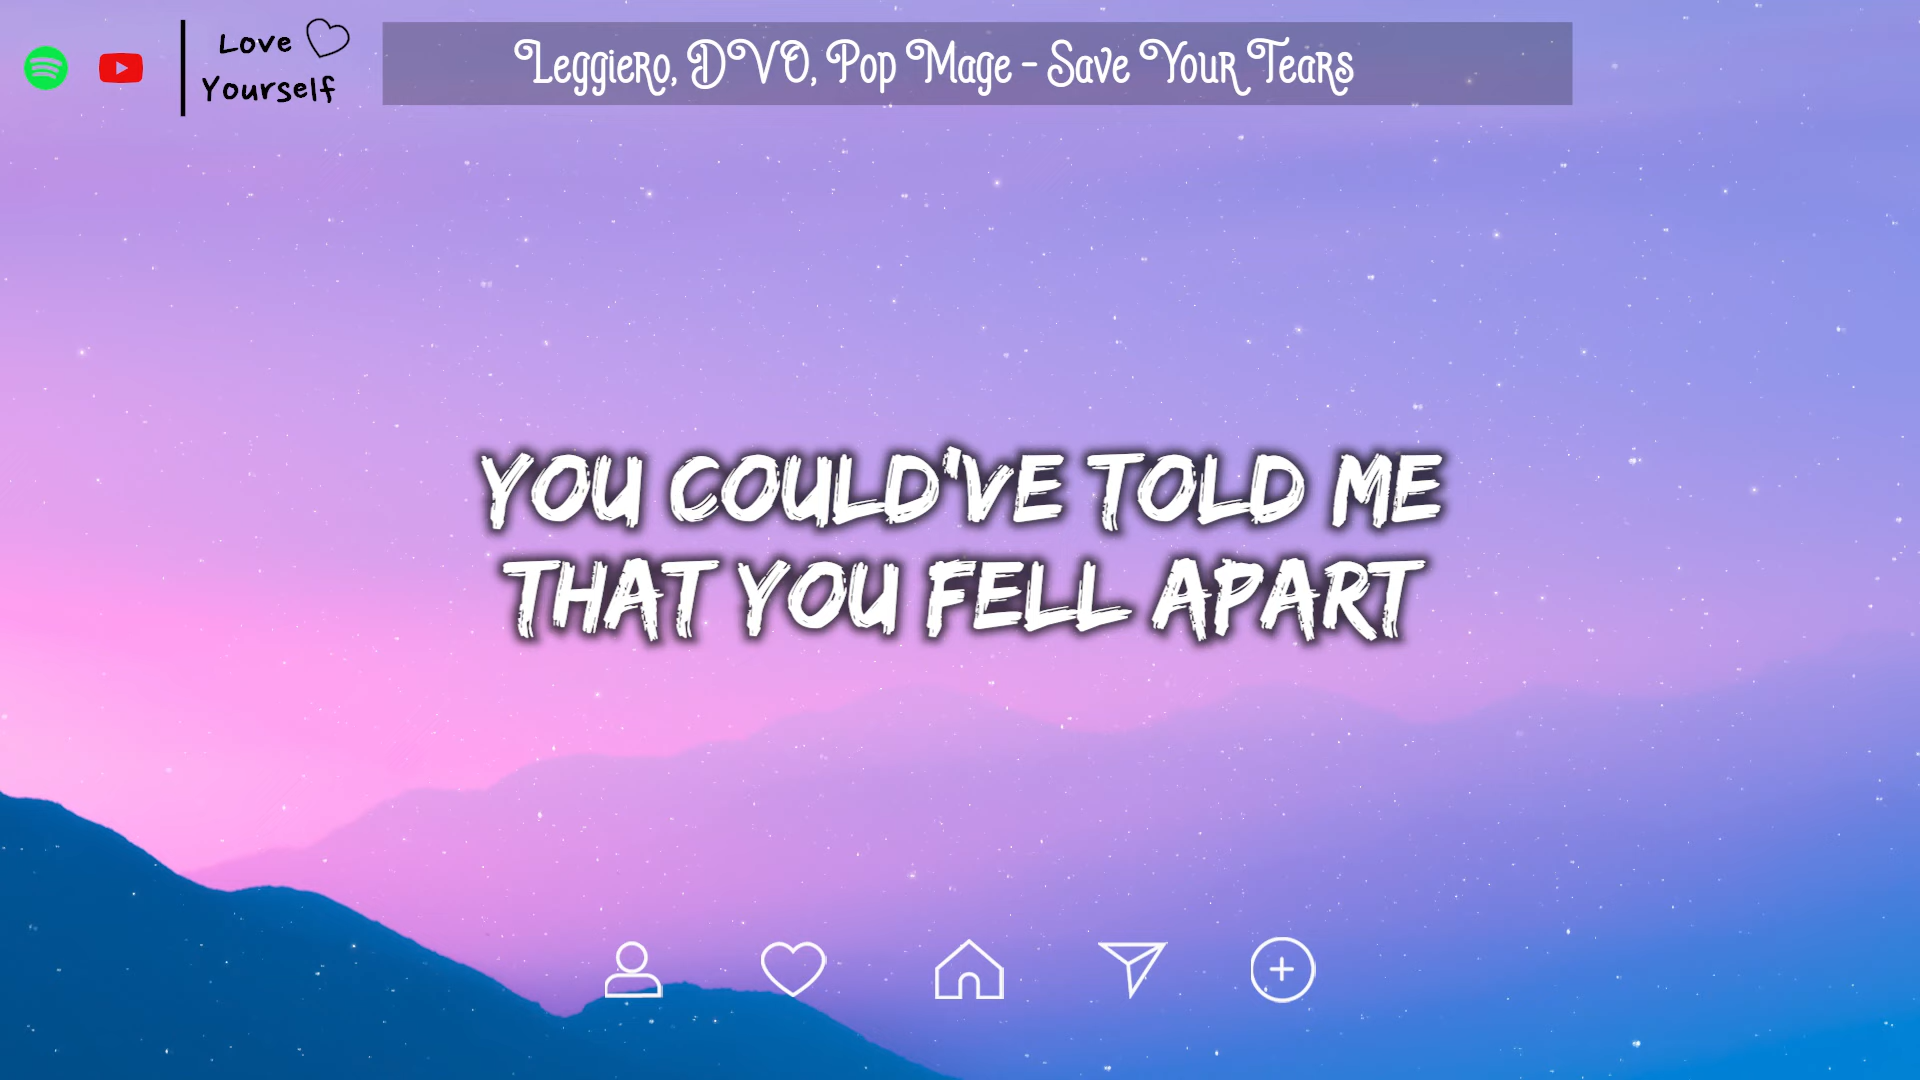 Love
Yourself
Leggiero, DVO, Pop Mage - Save Your Tears
YOU COULD'VE TOLD ME
THAT YOU FELL APART